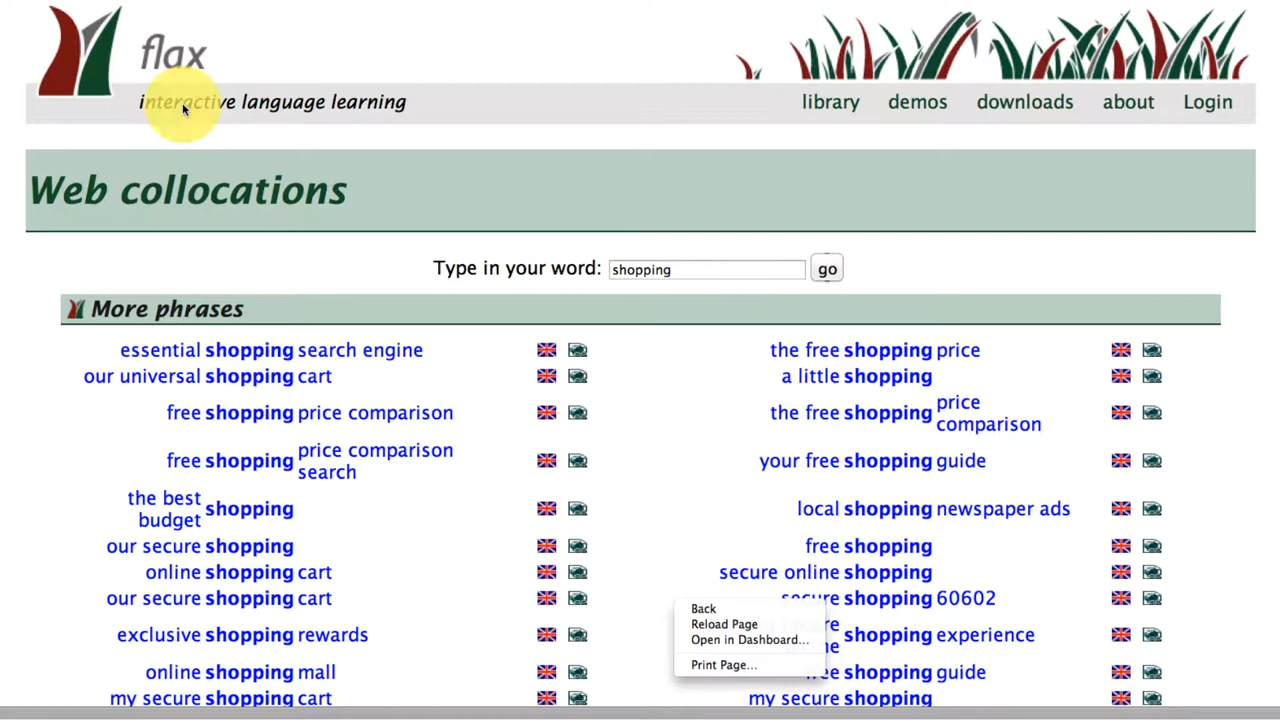 flax
interactive language learning
library demos downloads about Login
Web collocations
Type in your word: shopping go
More phrases
essential shopping search engine
the free shopping price
our universal shopping cart
a little shopping
free shopping price comparison
the free shopping price comparison
free shopping price comparison search
your free shopping guide
the best budget shopping
local shopping newspaper ads
our secure shopping
free shopping
online shopping cart
secure online shopping
our secure shopping cart
secure shopping 60602
exclusive shopping rewards
shopping experience
online shopping mall
free shopping guide
my secure shopping cart
my secure shopping
Back
Reload Page
Open in Dashboard...
Print Page...